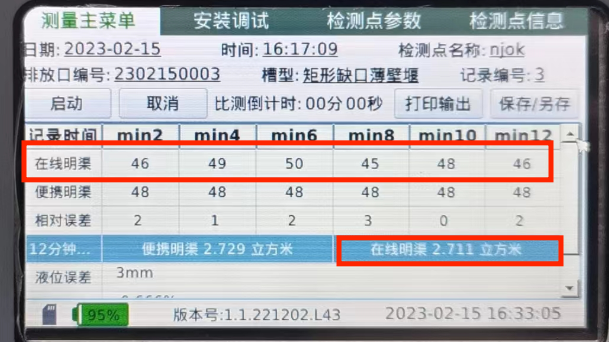 测量主菜单 安装调试 检测点参数 检测点信息
日期: 2023-02-15 时间: 16:17:09 检测点名称: njok
排放口编号: 2302150003 槽型: 矩形缺口薄壁堰 记录编号: 3
启动 取消 比测倒计时: 00分 00秒 打印输出 保存/另存
记录时间 min2 min4 min6 min8 min10 min12
在线明渠 46 49 50 45 48 46
便携明渠 48 48 48 48 48 48
相对误差 2 1 2 3 0 2
12分钟... 便携明渠 2.729 立方米 在线明渠 2.711 立方米
液位误差 3mm
95% 版本号:1.1.221202.L43 2023-02-15 16:33:05